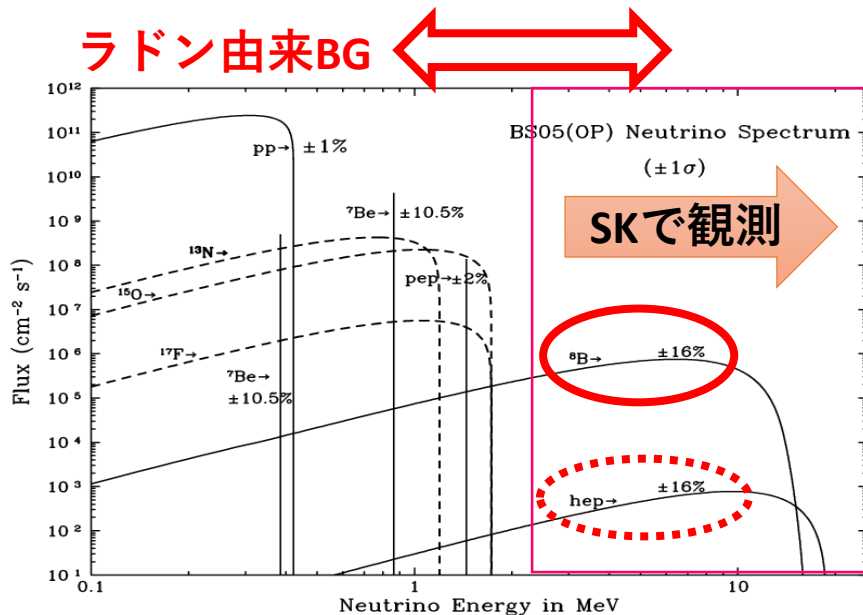 ラドン由来BG
BS05(OP) Neutrino Spectrum
(±1σ)
SKで観測
pp→ ±1%
⁷Be→ ±10.5%
¹³N→
¹⁵O→
pep→±2%
¹⁷F→
⁷Be→
±10.5%
⁸B→ ±16%
hep→ ±16%
Flux (cm⁻² s⁻¹)
10¹²
10¹¹
10¹⁰
10⁹
10⁸
10⁷
10⁶
10⁵
10⁴
10³
10²
10¹
0.1 1 10
Neutrino Energy in MeV